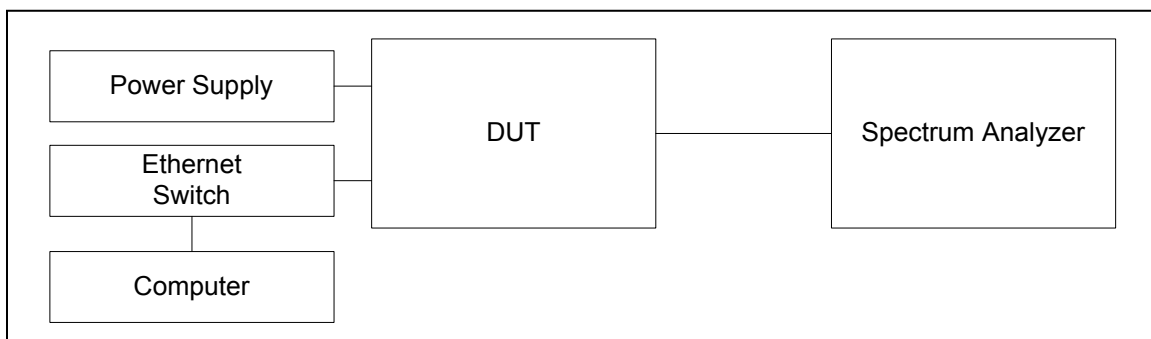 Power Supply
DUT
Spectrum Analyzer
Ethernet
Switch
Computer